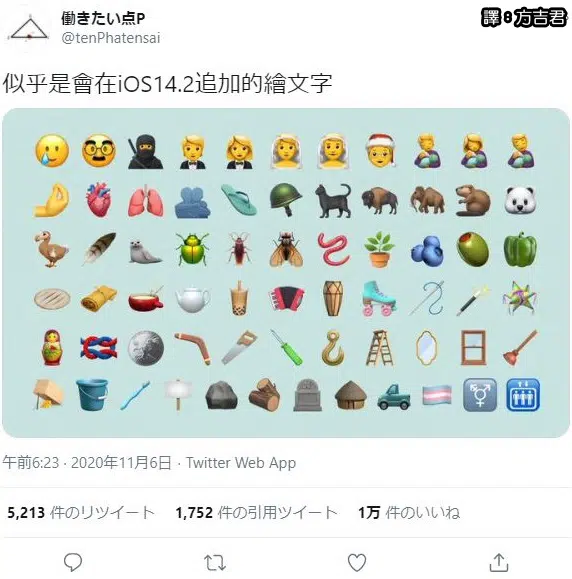 働きたい点P
@tenPhatensai
譯8方吉君
似乎是會在iOS14.2追加的繪文字
午前6:23 · 2020年11月6日 · Twitter Web App
5,213 件のリツイート 1,752 件の引用ツイート 1万 件のいいね